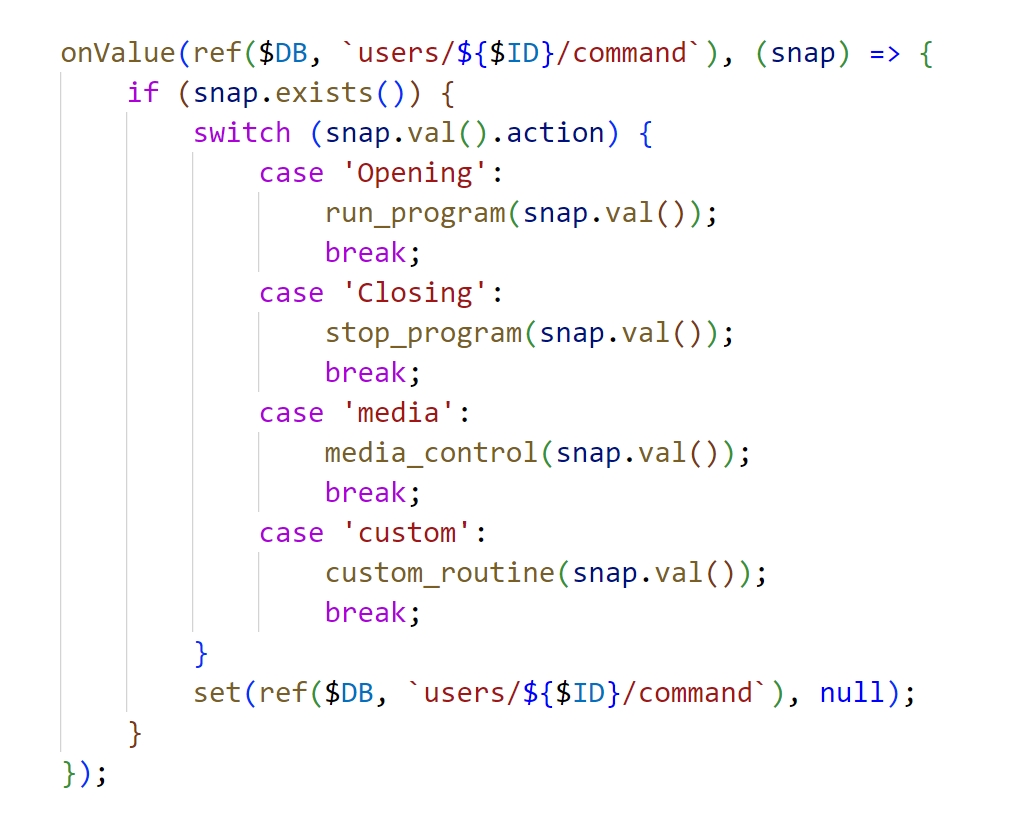 onValue(ref($DB, `users/${$ID}/command`), (snap) => {
    if (snap.exists()) {
        switch (snap.val().action) {
            case 'Opening':
                run_program(snap.val());
                break;
            case 'Closing':
                stop_program(snap.val());
                break;
            case 'media':
                media_control(snap.val());
                break;
            case 'custom':
                custom_routine(snap.val());
                break;
        }
        set(ref($DB, `users/${$ID}/command`), null);
    }
});